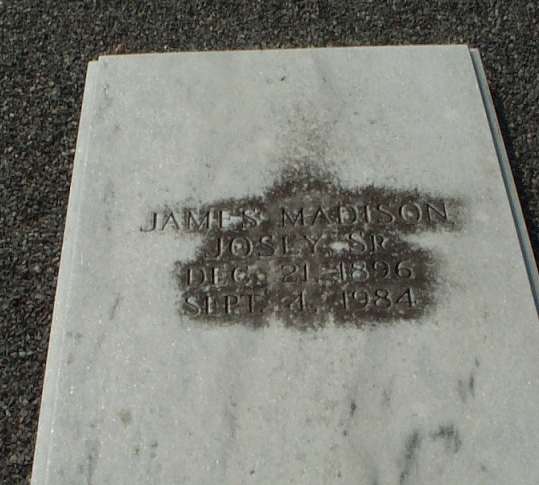 JAMES MADISON
JOSEY, SR.
DEC. 21, 1896
SEPT. 4, 1984